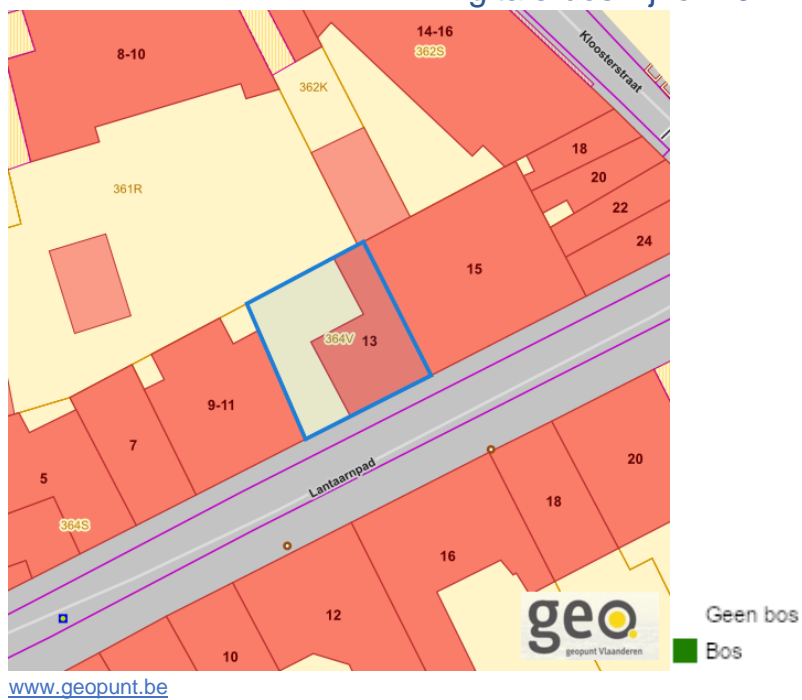 14-16
362S
Kloosterstraat
8-10
362K
18
20
22
24
361R
15
364V
13
9-11
7
5
Lantaarnpad
364S
20
18
16
12
10
geo
geopunt Vlaanderen
Geen bos
Bos
www.geopunt.be